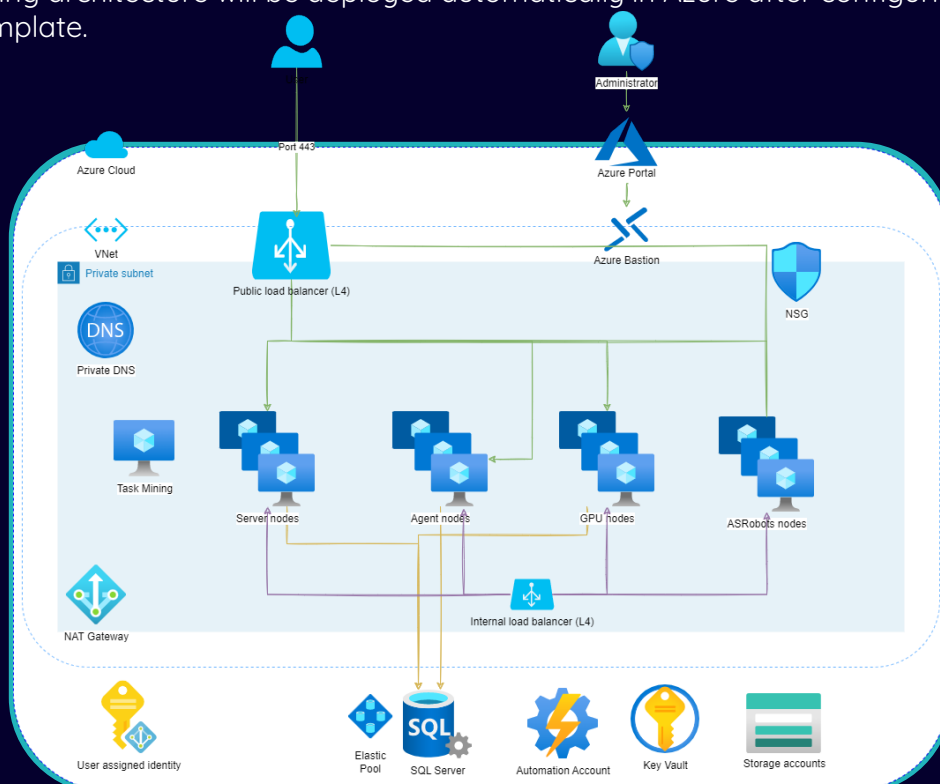 ing architecture will be deployed automatically in Azure after configuri
mplate.
Administrator
Port 443
Azure Cloud
Azure Portal
VNet
Azure Bastion
Private subnet
Public load balancer (L4)
NSG
DNS
Private DNS
Task Mining
Server nodes
Agent nodes
GPU nodes
ASRobots nodes
Internal load balancer (L4)
NAT Gateway
SQL
User assigned identity
Elastic
Pool
SQL Server
Automation Account
Key Vault
Storage accounts